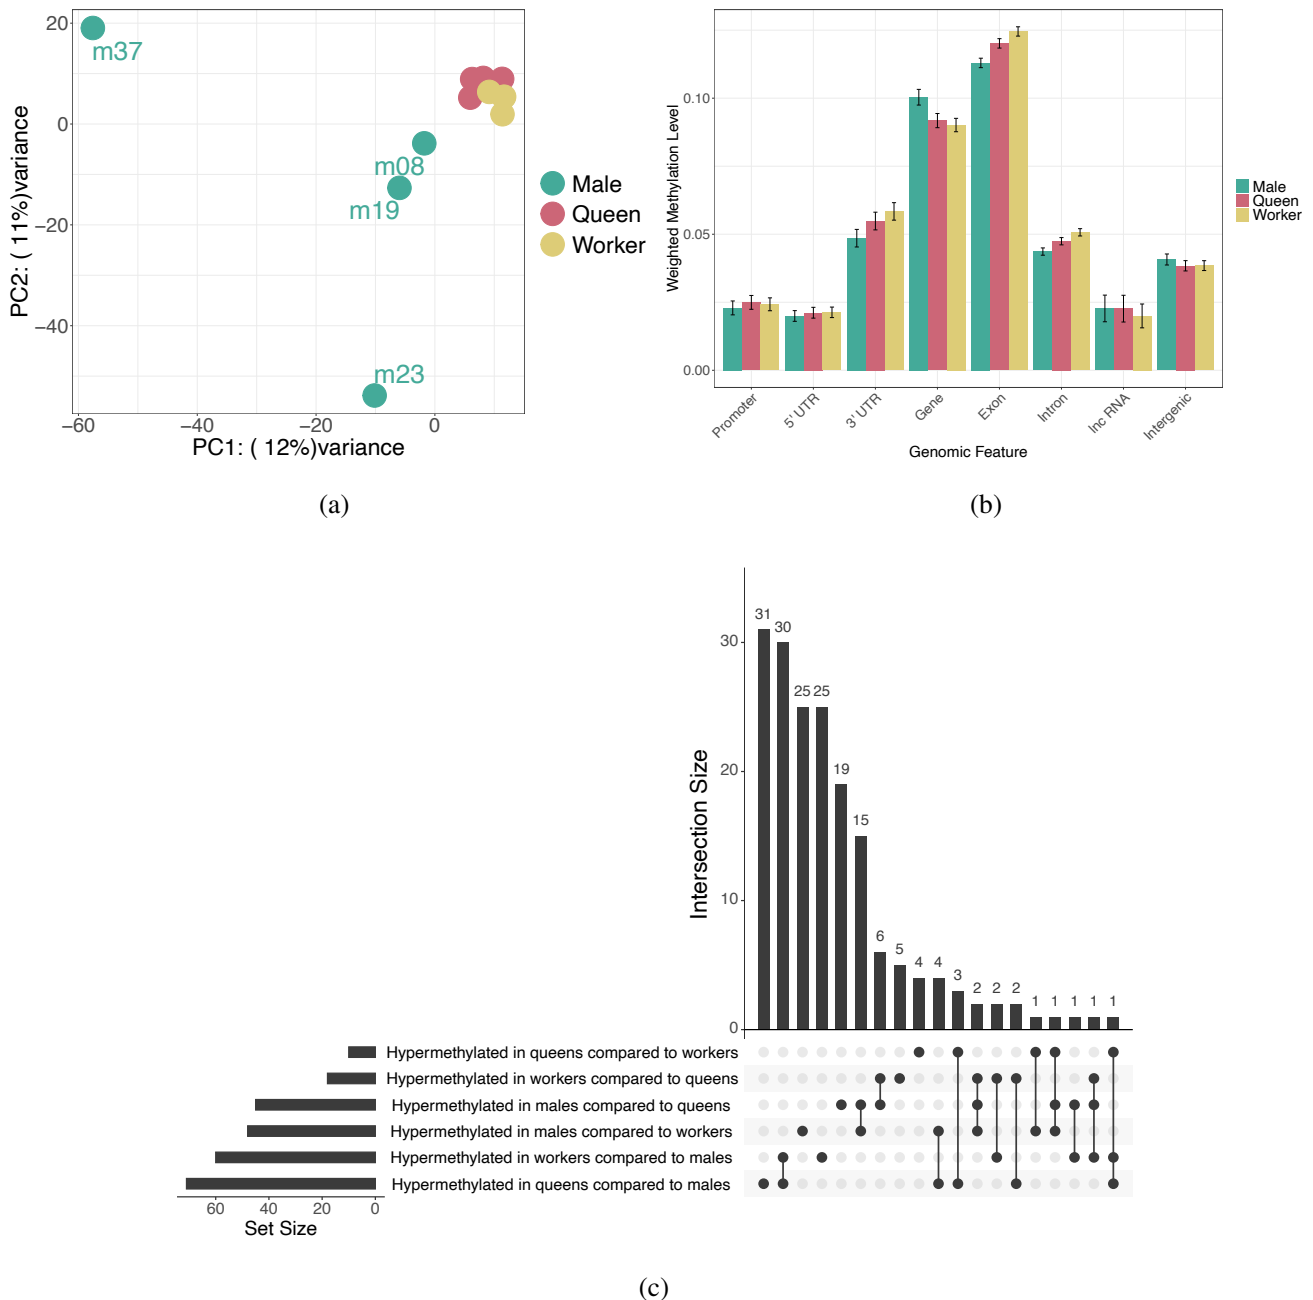 20
0
−20
−40
−60
−40
−20
0
PC2: ( 11%)variance
PC1: ( 12%)variance
m37
m08
m19
m23
Male
Queen
Worker
(a)
Weighted Methylation Level
0.10
0.05
0.00
Promoter
5' UTR
3' UTR
Gene
Exon
Intron
lnc RNA
Intergenic
Genomic Feature
Male
Queen
Worker
(b)
Intersection Size
30
20
10
0
31
30
25
25
19
15
6
5
4
4
3
2
2
2
1
1
1
1
1
Hypermethylated in queens compared to workers
Hypermethylated in workers compared to queens
Hypermethylated in males compared to queens
Hypermethylated in males compared to workers
Hypermethylated in workers compared to males
Hypermethylated in queens compared to males
60
40
20
0
Set Size
(c)